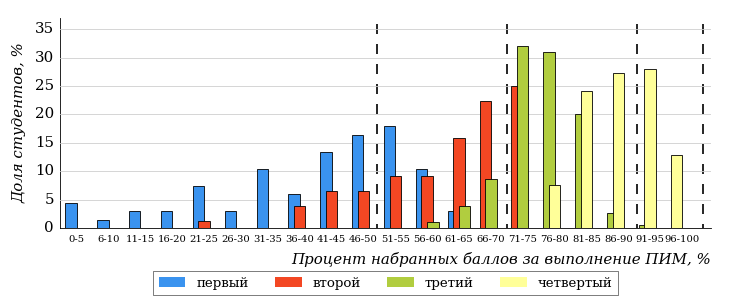 Доля студентов, %
35
30
25
20
15
10
5
0
0-5 6-10 11-15 16-20 21-25 26-30 31-35 36-40 41-45 46-50 51-55 56-60 61-65 66-70 71-75 76-80 81-85 86-90 91-95 96-100
Процент набранных баллов за выполнение ПИМ, %
первый второй третий четвертый